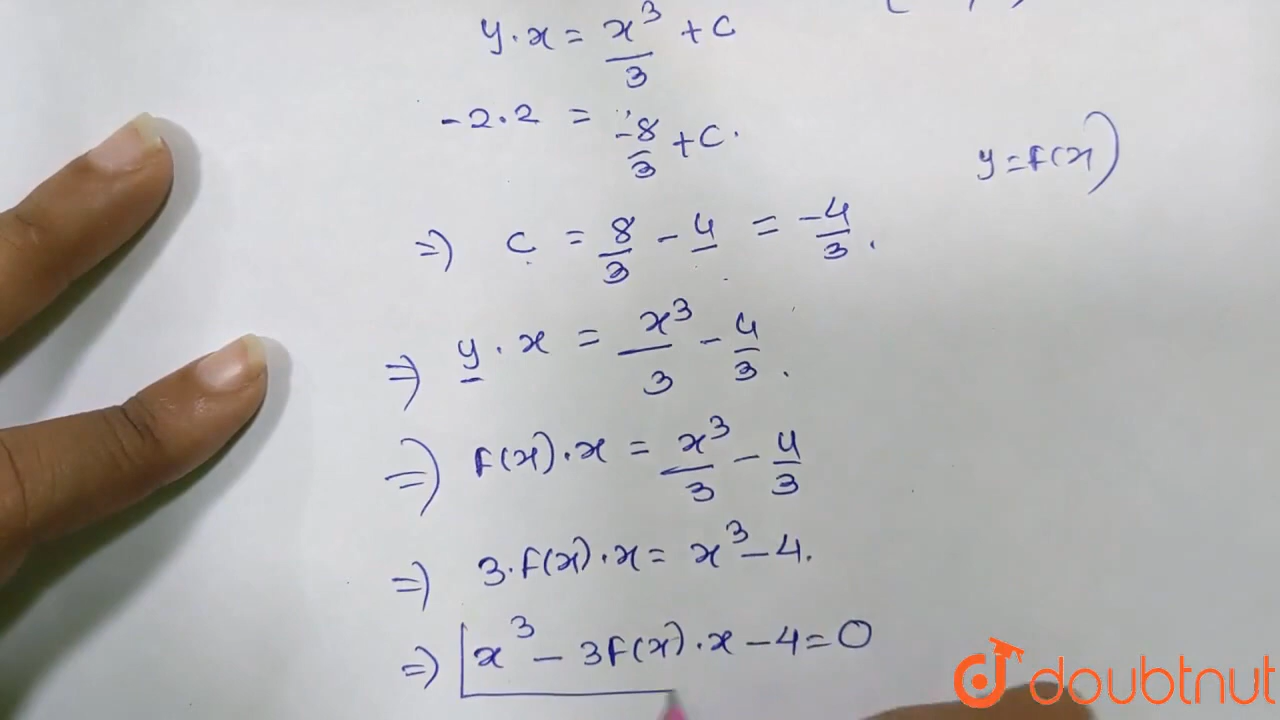 y·x = x³/3 + c
-2·2 = -8/3 + c.
y = f(x)
⇒) c = 8/3 - 4 = -4/3.
⇒) y·x = x³/3 - 4/3.
⇒) f(x)·x = x³/3 - 4/3
⇒) 3·f(x)·x = x³ - 4.
⇒) x³ - 3f(x)·x - 4 = 0
doubtnut